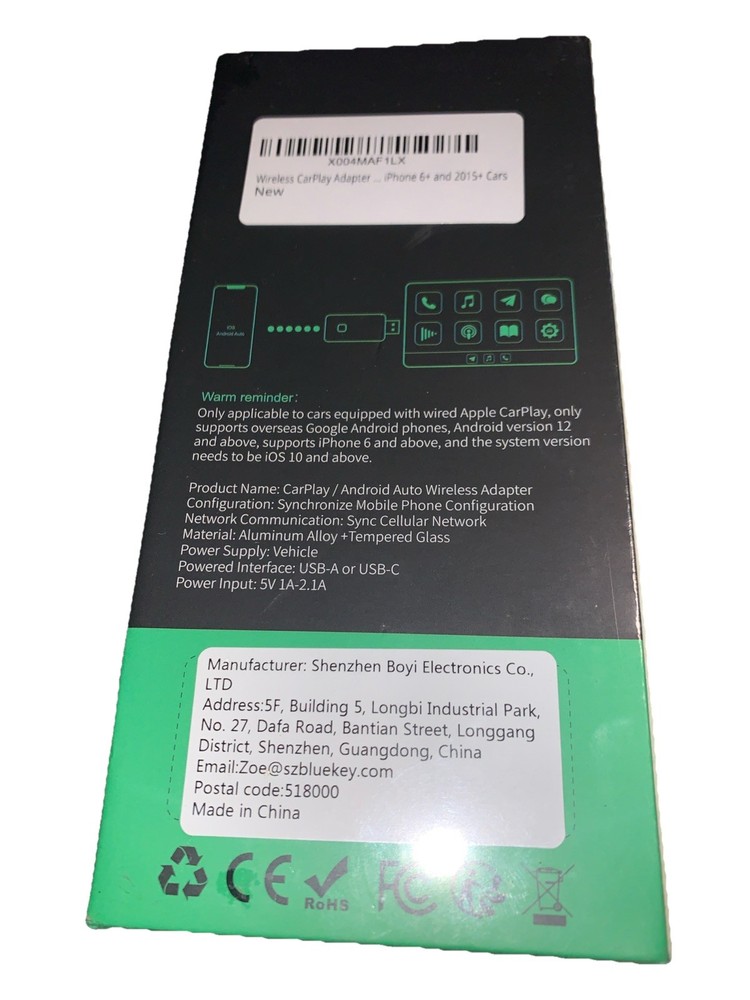 X004MAF1LX
Wireless CarPlay Adapter ... iPhone 6+ and 2015+ Cars
New
iOS
Android Auto
Warm reminder:
Only applicable to cars equipped with wired Apple CarPlay, only
supports overseas Google Android phones, Android version 12
and above, supports iPhone 6 and above, and the system version
needs to be iOS 10 and above.
Product Name: CarPlay / Android Auto Wireless Adapter
Configuration: Synchronize Mobile Phone Configuration
Network Communication: Sync Cellular Network
Material: Aluminum Alloy +Tempered Glass
Power Supply: Vehicle
Powered Interface: USB-A or USB-C
Power Input: 5V 1A-2.1A
Manufacturer: Shenzhen Boyi Electronics Co.,
LTD
Address:5F, Building 5, Longbi Industrial Park,
No. 27, Dafa Road, Bantian Street, Longgang
District, Shenzhen, Guangdong, China
Email:Zoe@szbluekey.com
Postal code:518000
Made in China
CE RoHS FC